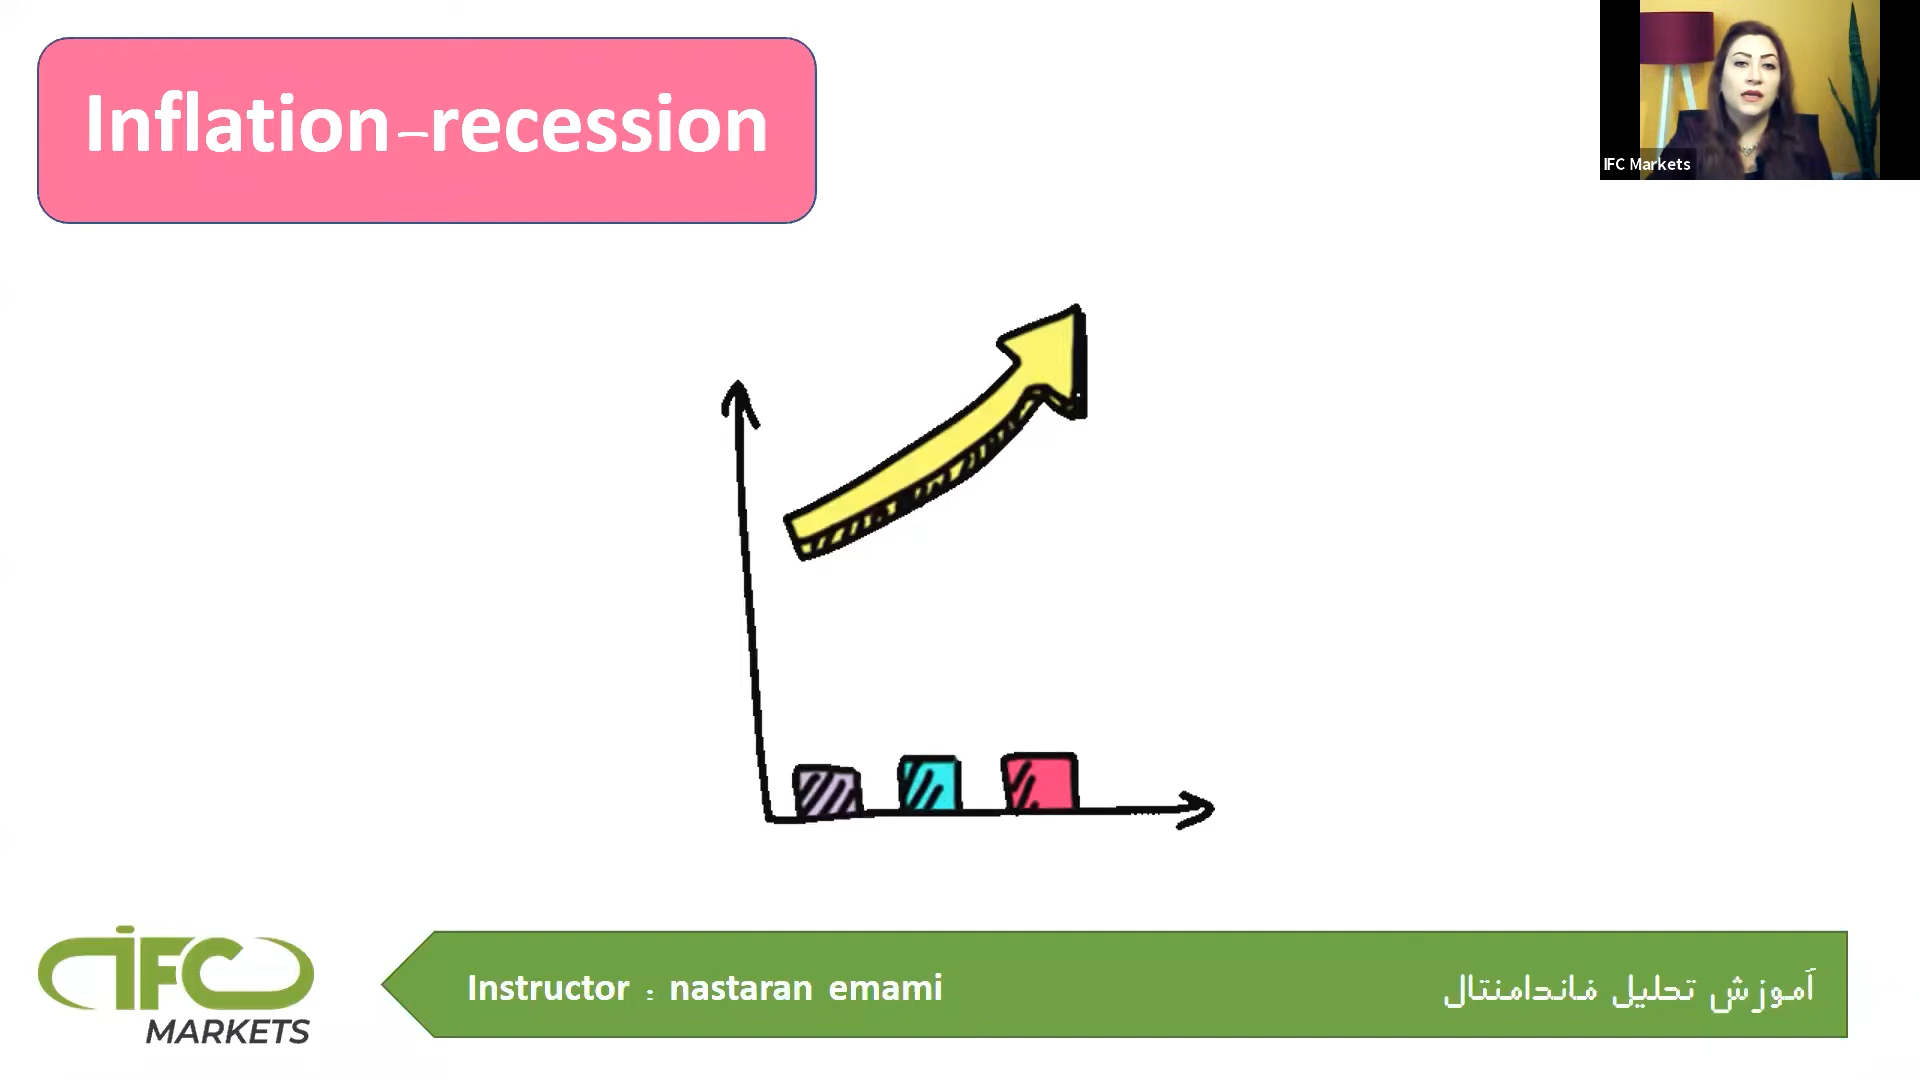 Inflation-recession
IFC Markets
IFC
MARKETS
Instructor : nastaran emami
آموزش تحلیل فاندامنتال